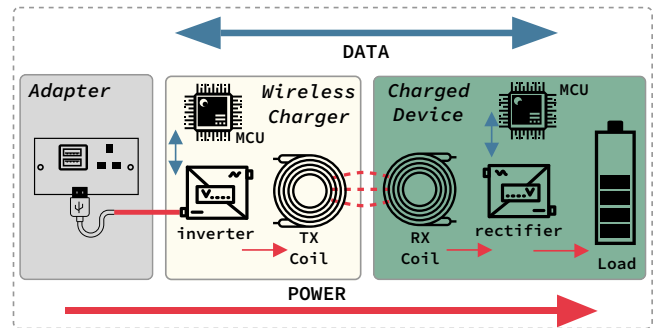 DATA
Adapter
Wireless
Charger
Charged
Device
MCU
MCU
V....
V....
inverter
TX
Coil
RX
Coil
rectifier
Load
POWER